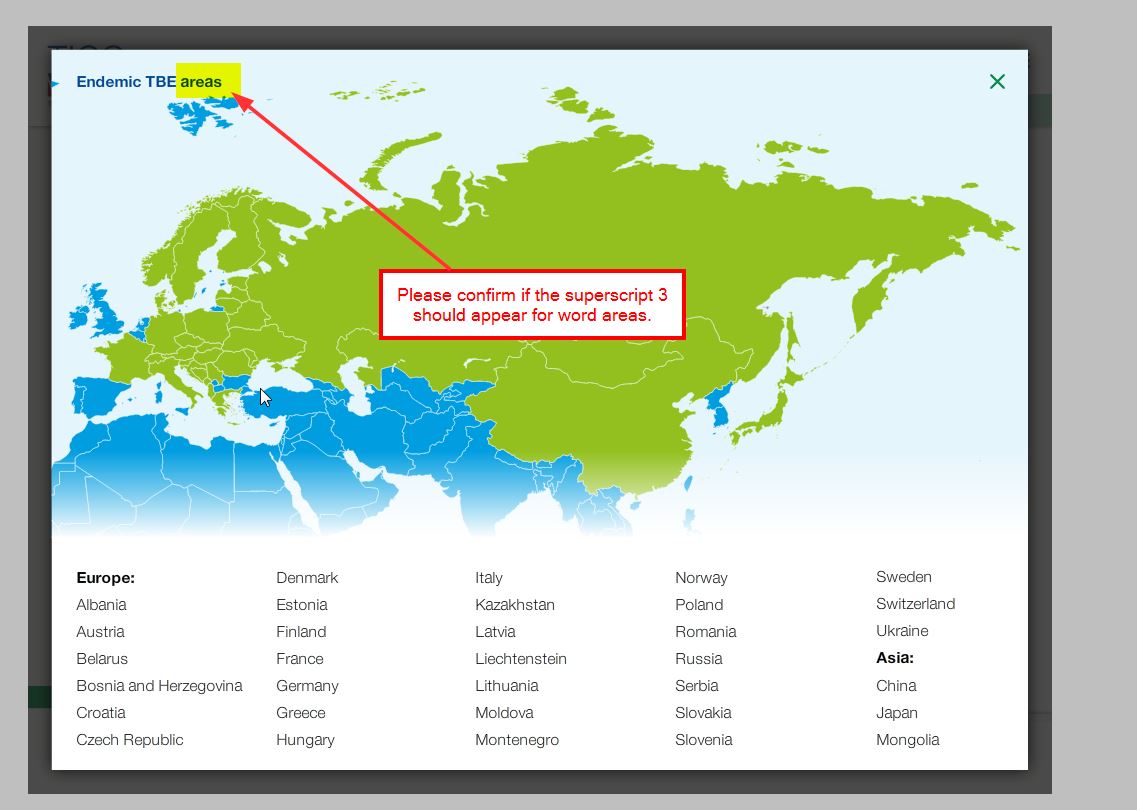 Endemic TBE areas
Please confirm if the superscript 3
should appear for word areas.
Europe:
Albania
Austria
Belarus
Bosnia and Herzegovina
Croatia
Czech Republic
Denmark
Estonia
Finland
France
Germany
Greece
Hungary
Italy
Kazakhstan
Latvia
Liechtenstein
Lithuania
Moldova
Montenegro
Norway
Poland
Romania
Russia
Serbia
Slovakia
Slovenia
Sweden
Switzerland
Ukraine
Asia:
China
Japan
Mongolia